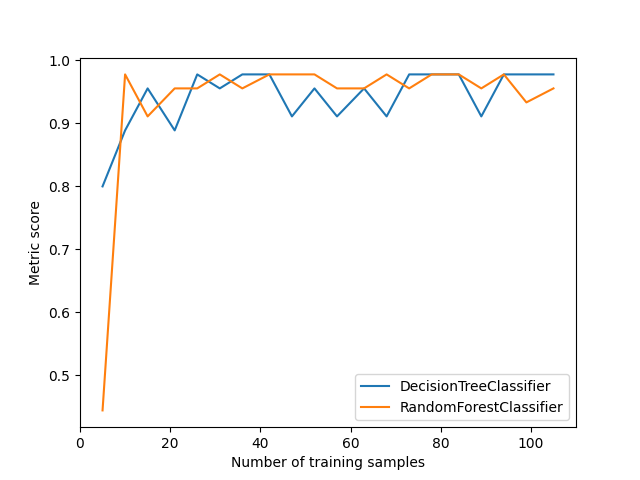 1.0
0.9
0.8
0.7
0.6
0.5
Metric score
0 20 40 60 80 100
Number of training samples
DecisionTreeClassifier
RandomForestClassifier